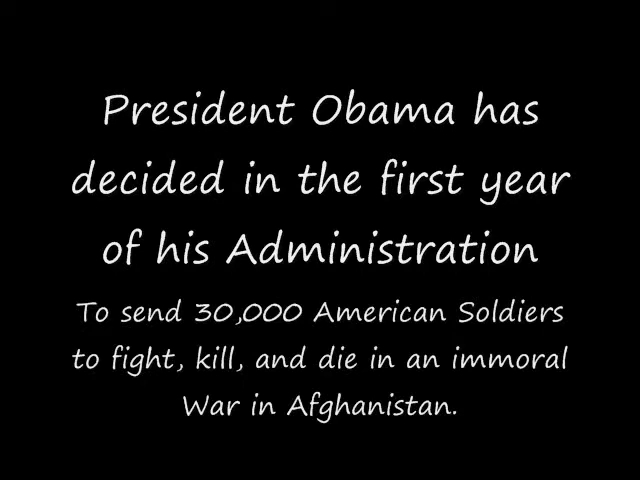 President Obama has
decided in the first year
of his Administration
To send 30,000 American Soldiers
to fight, kill, and die in an immoral
War in Afghanistan.